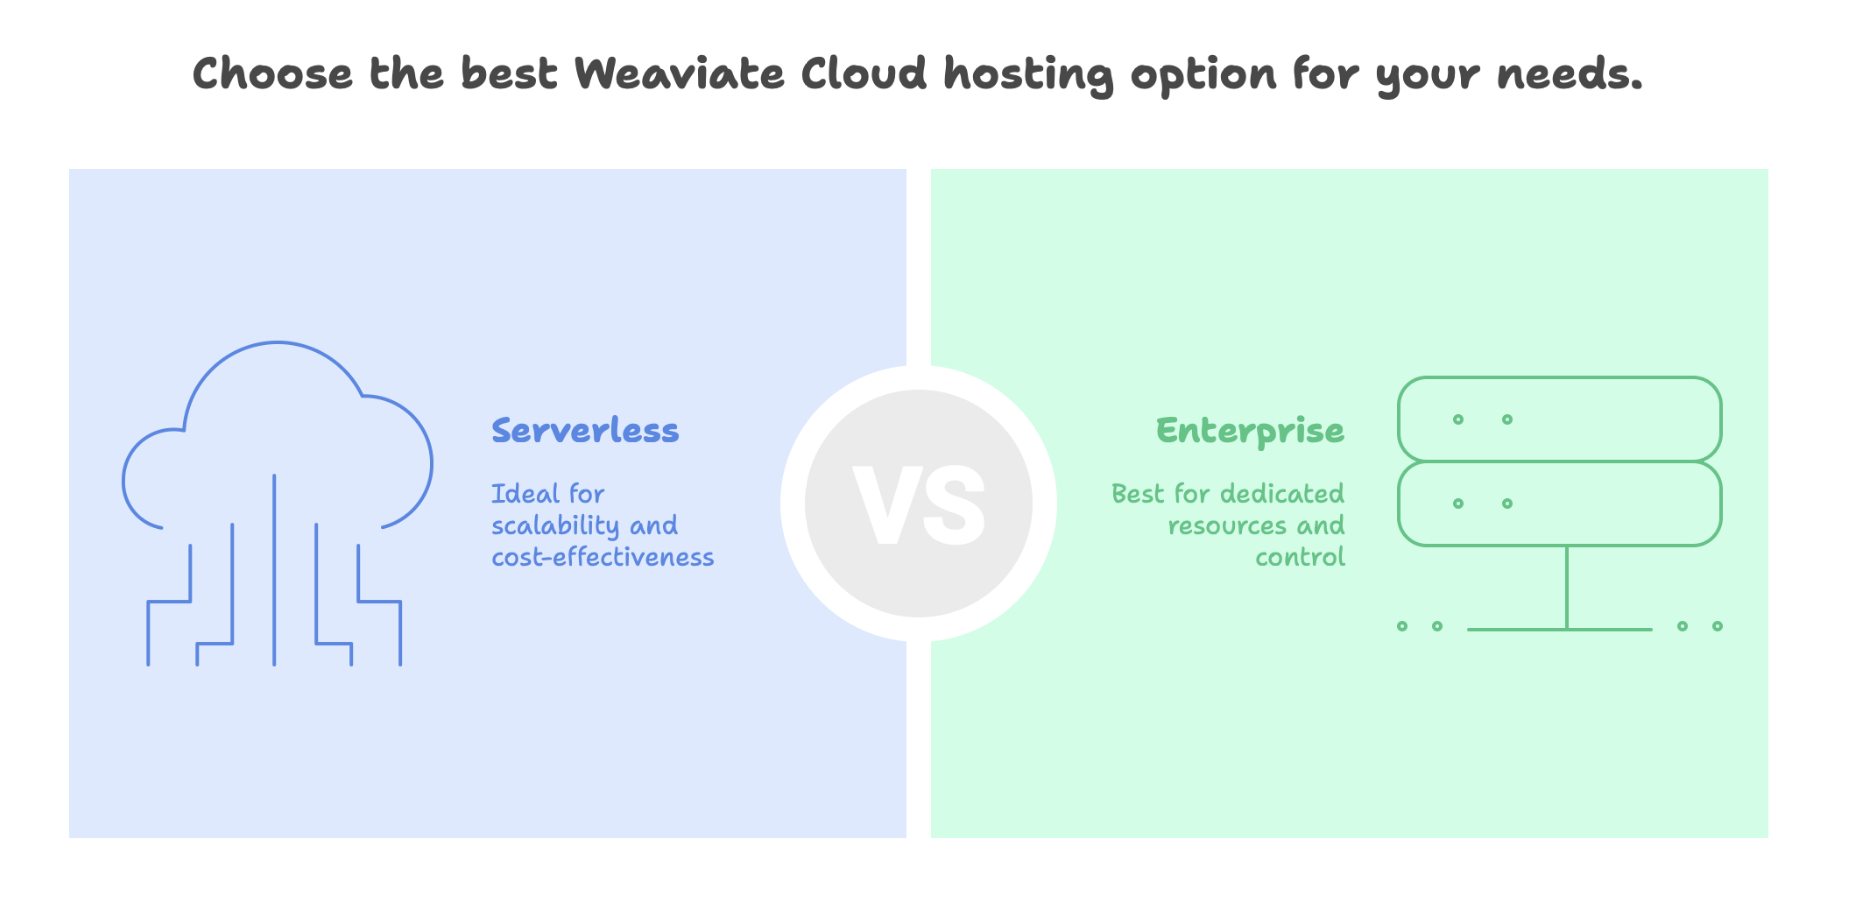 Choose the best Weaviate Cloud hosting option for your needs.
Serverless
Ideal for
scalability and
cost-effectiveness
VS
Enterprise
Best for dedicated
resources and
control